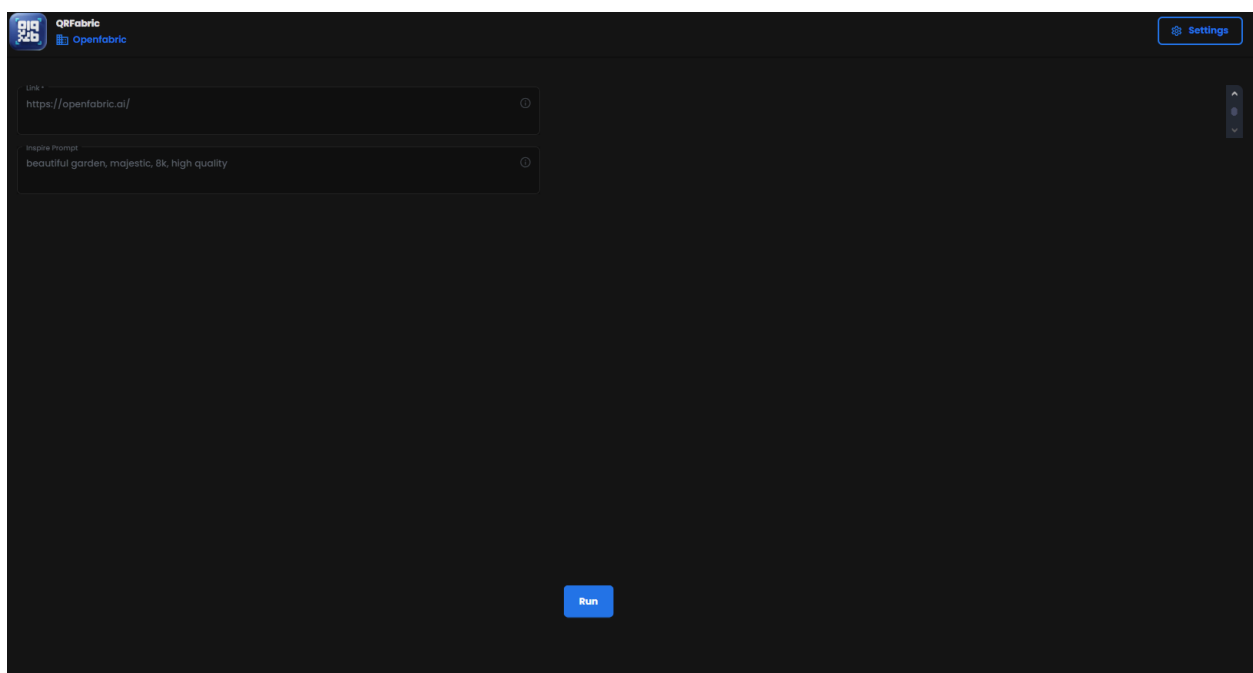 QRFabric
Openfabric
Settings
Link *
https://openfabric.ai/
Inspire Prompt
beautiful garden, majestic, 8k, high quality
Run